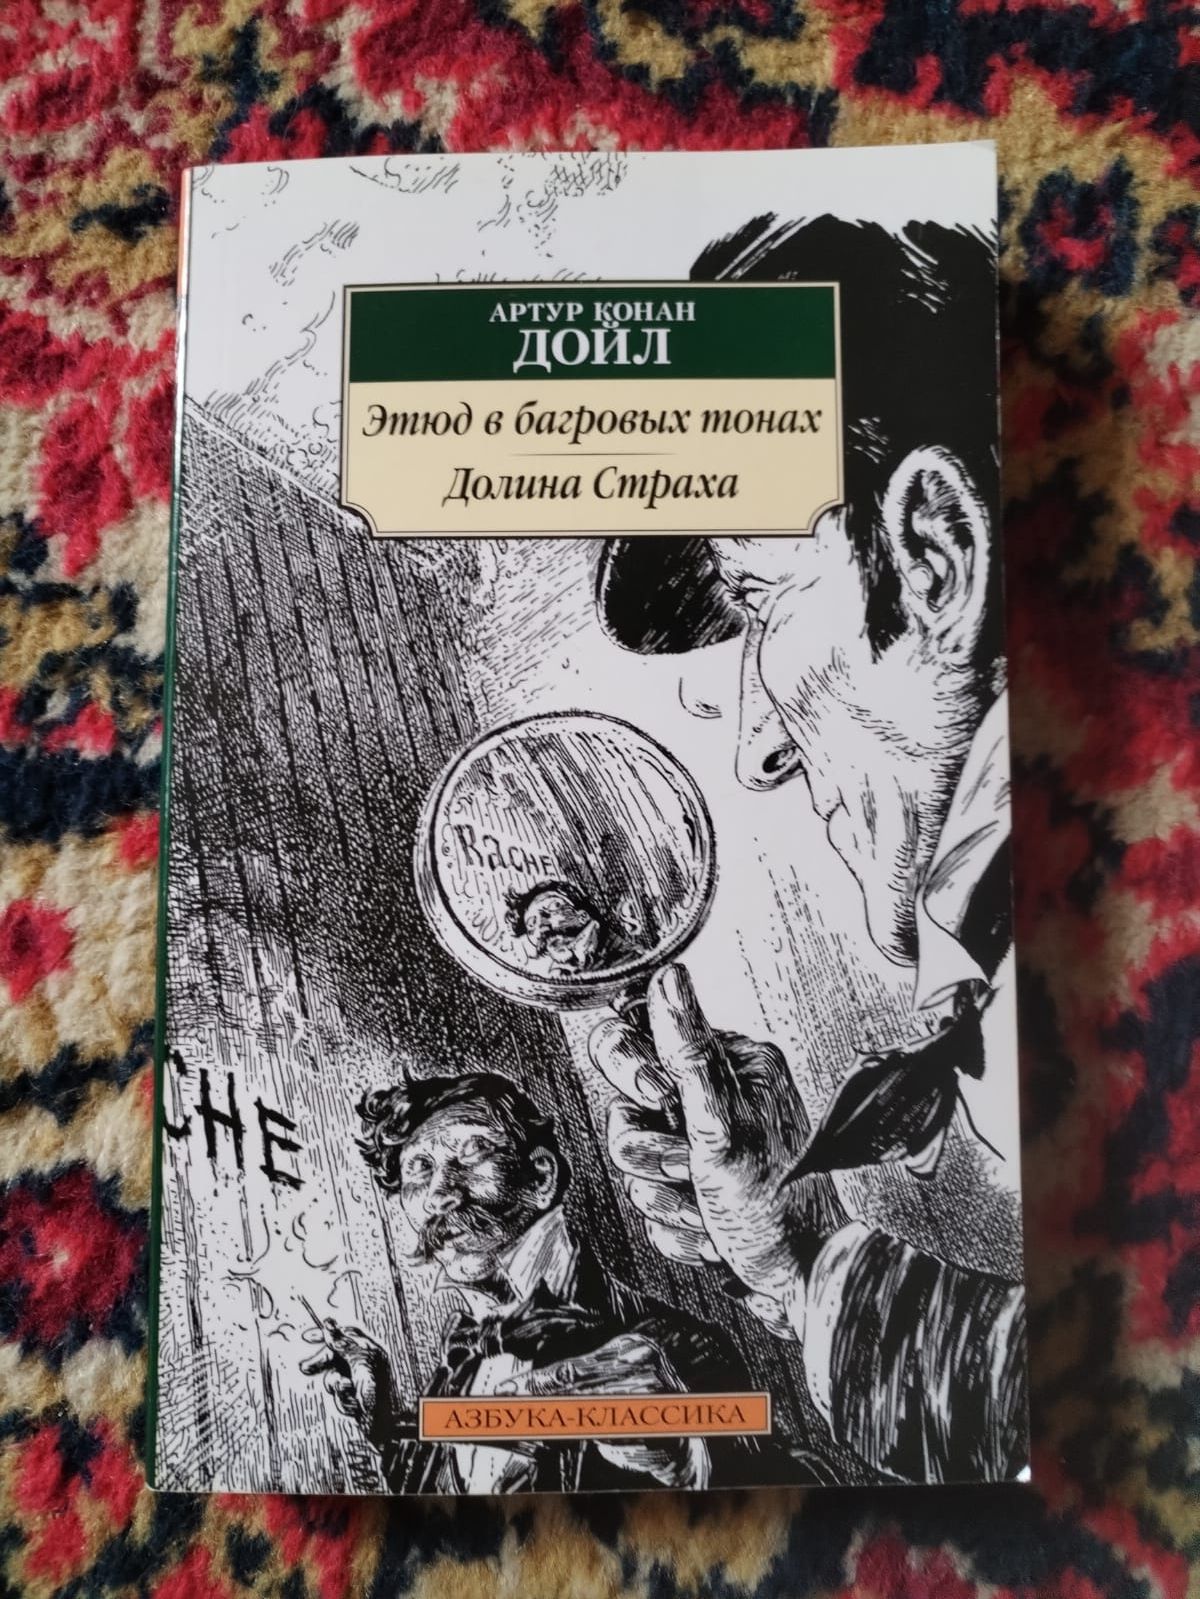 АРТУР КОНАН
ДОЙЛ
Этюд в багровых тонах
Долина Страха
RACHE
CHE
АЗБУКА-КЛАССИКА